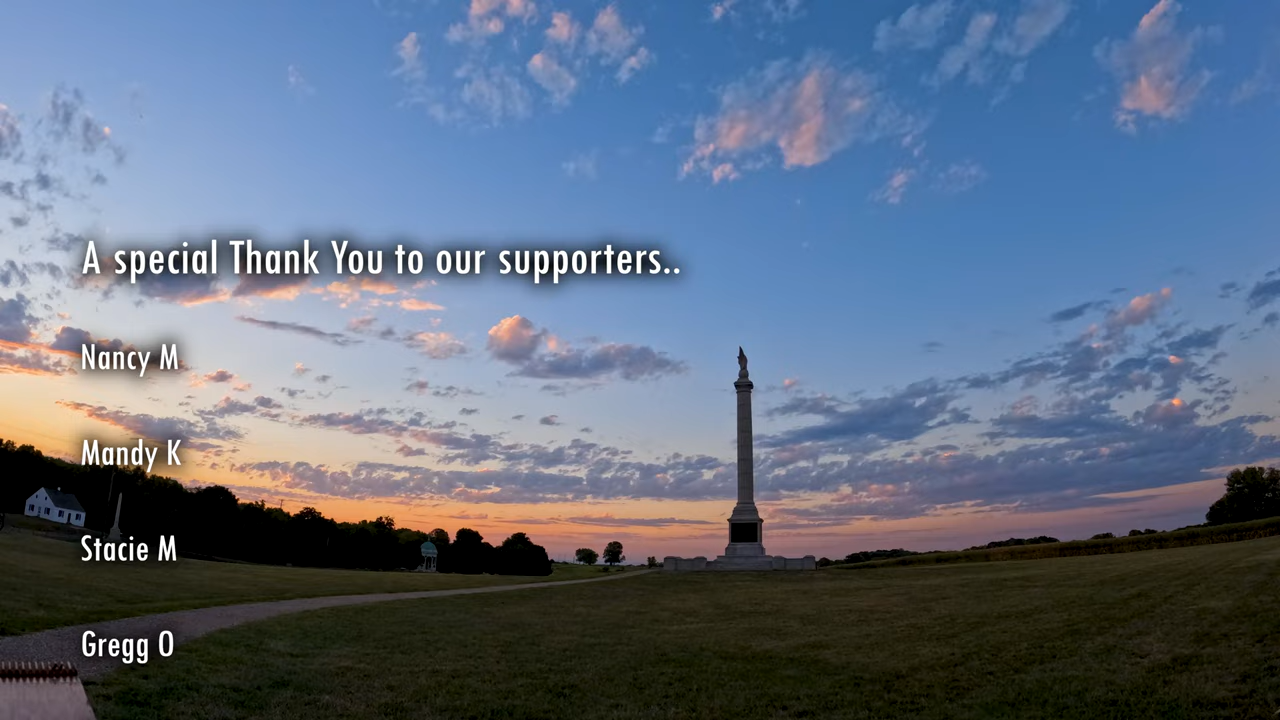 A special Thank You to our supporters..
Nancy M
Mandy K
Stacie M
Gregg O